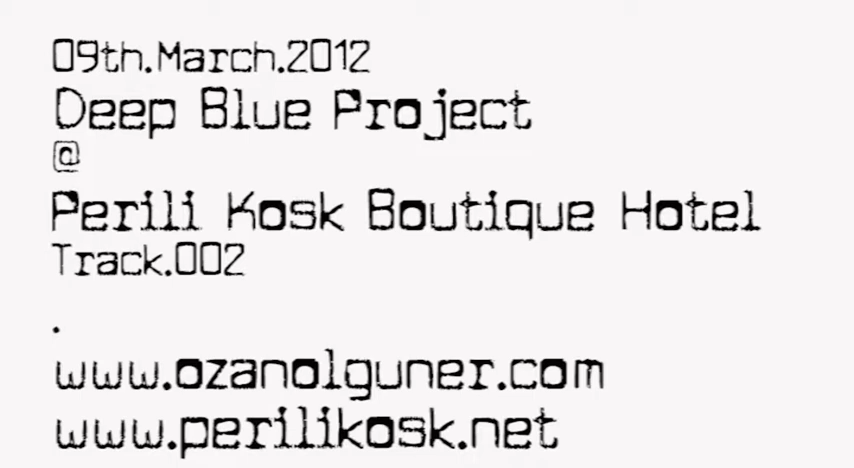 09th.March.2012
Deep Blue Project
@
Perili Kosk Boutique Hotel
Track.002
.
www.ozanolguner.com
www.perilikosk.net